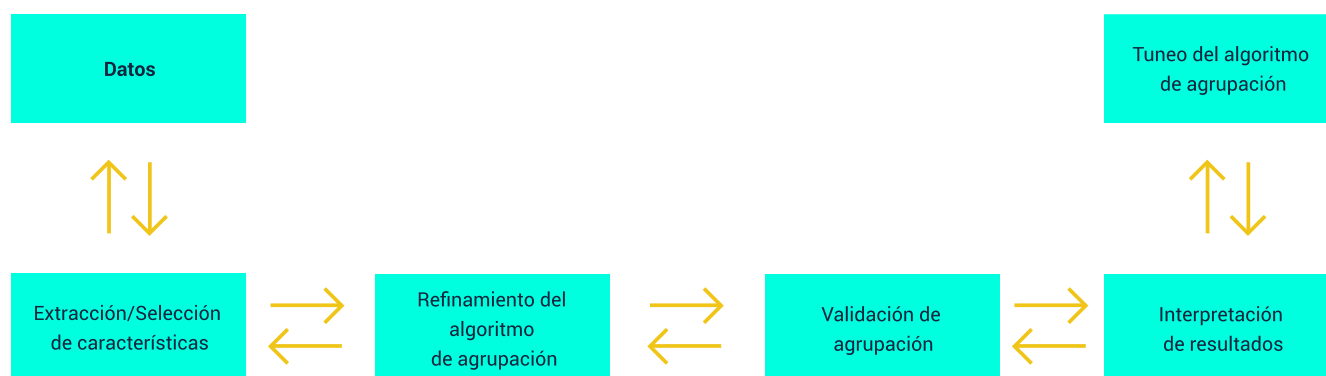 Datos
Tuneo del algoritmo
de agrupación
Extracción/Selección
de características
Refinamiento del
algoritmo
de agrupación
Validación de
agrupación
Interpretación
de resultados